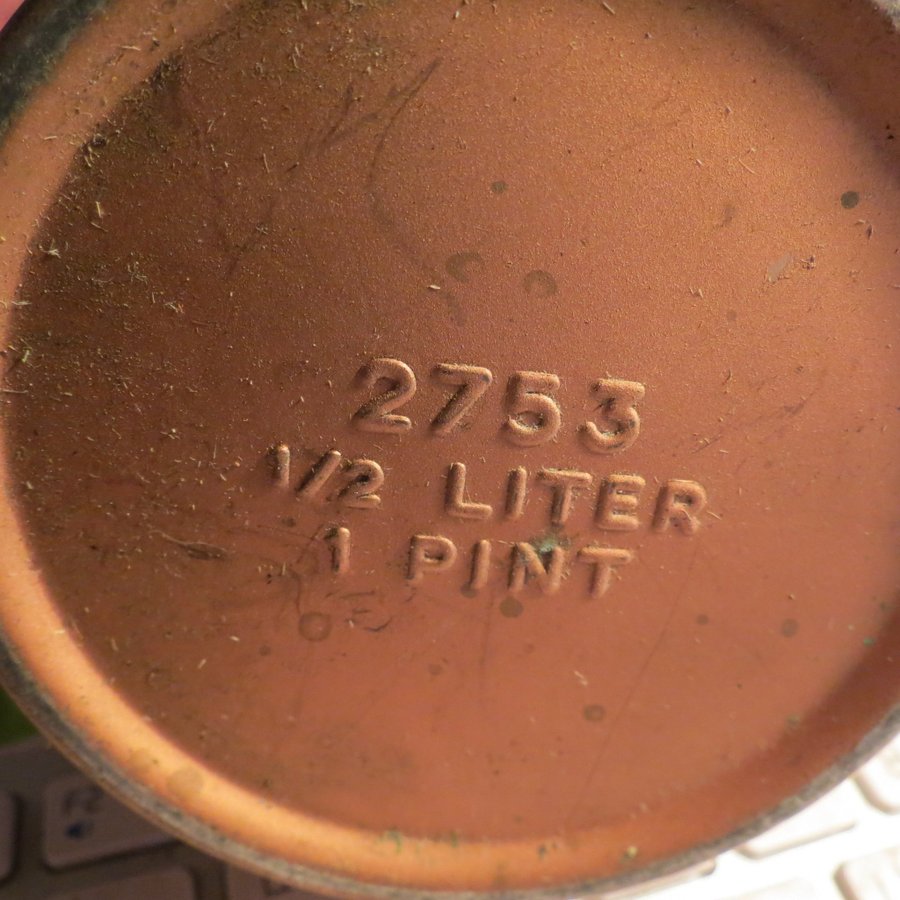 2753
1/2 LITER
1 PINT